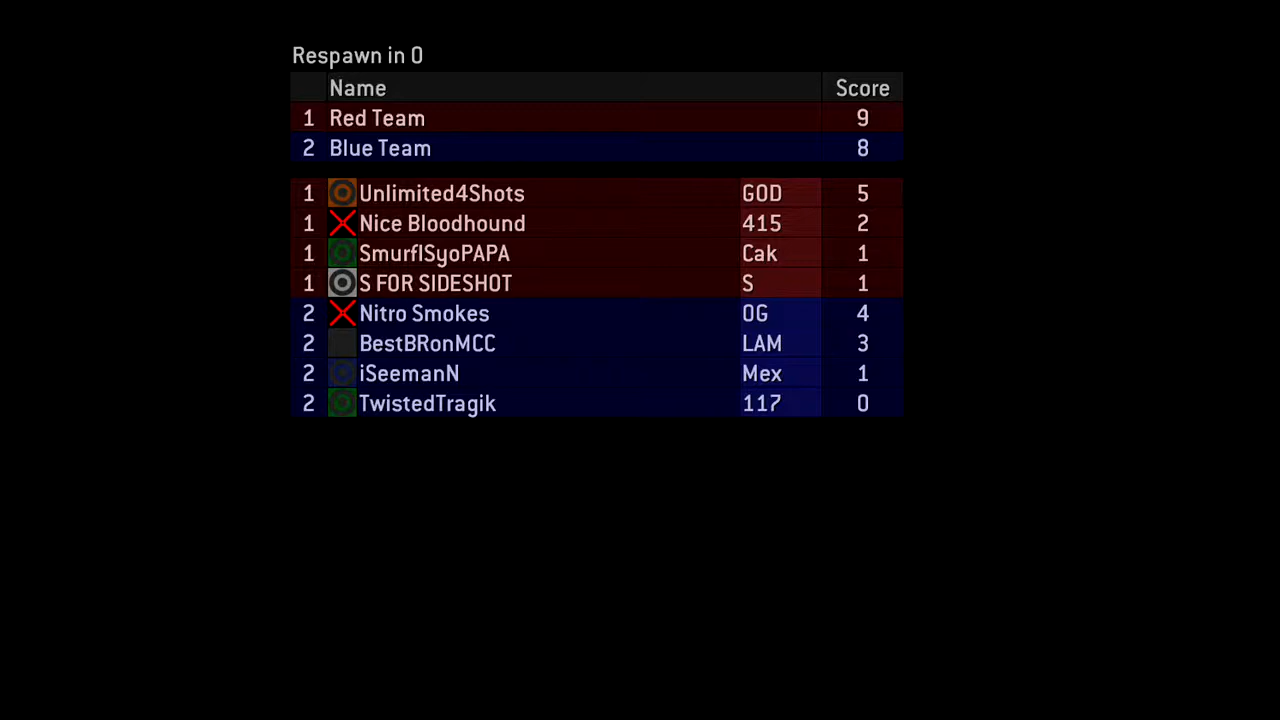 Respawn in 0
Name Score
1 Red Team 9
2 Blue Team 8
1 Unlimited4Shots GOD 5
1 Nice Bloodhound 415 2
1 SmurflSyoPAPA Cak 1
1 S FOR SIDESHOT S 1
2 Nitro Smokes OG 4
2 BestBRonMCC LAM 3
2 iSeemanN Mex 1
2 TwistedTragik 117 0